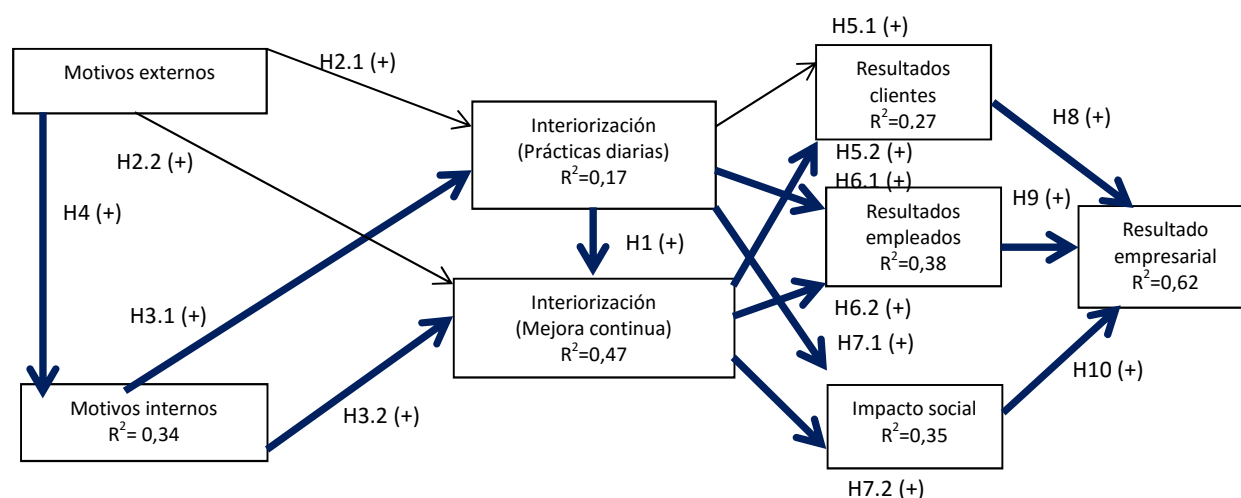 Motivos externos
H2.1 (+)
H2.2 (+)
H4 (+)
H3.1 (+)
Motivos internos
R²= 0,34
H3.2 (+)
Interiorización
(Prácticas diarias)
R²=0,17
H1 (+)
Interiorización
(Mejora continua)
R²=0,47
H5.1 (+)
Resultados
clientes
R²=0,27
H5.2 (+)
H6.1 (+)
Resultados
empleados
R²=0,38
H6.2 (+)
H7.1 (+)
Impacto social
R²=0,35
H7.2 (+)
H8 (+)
H9 (+)
H10 (+)
Resultado
empresarial
R²=0,62